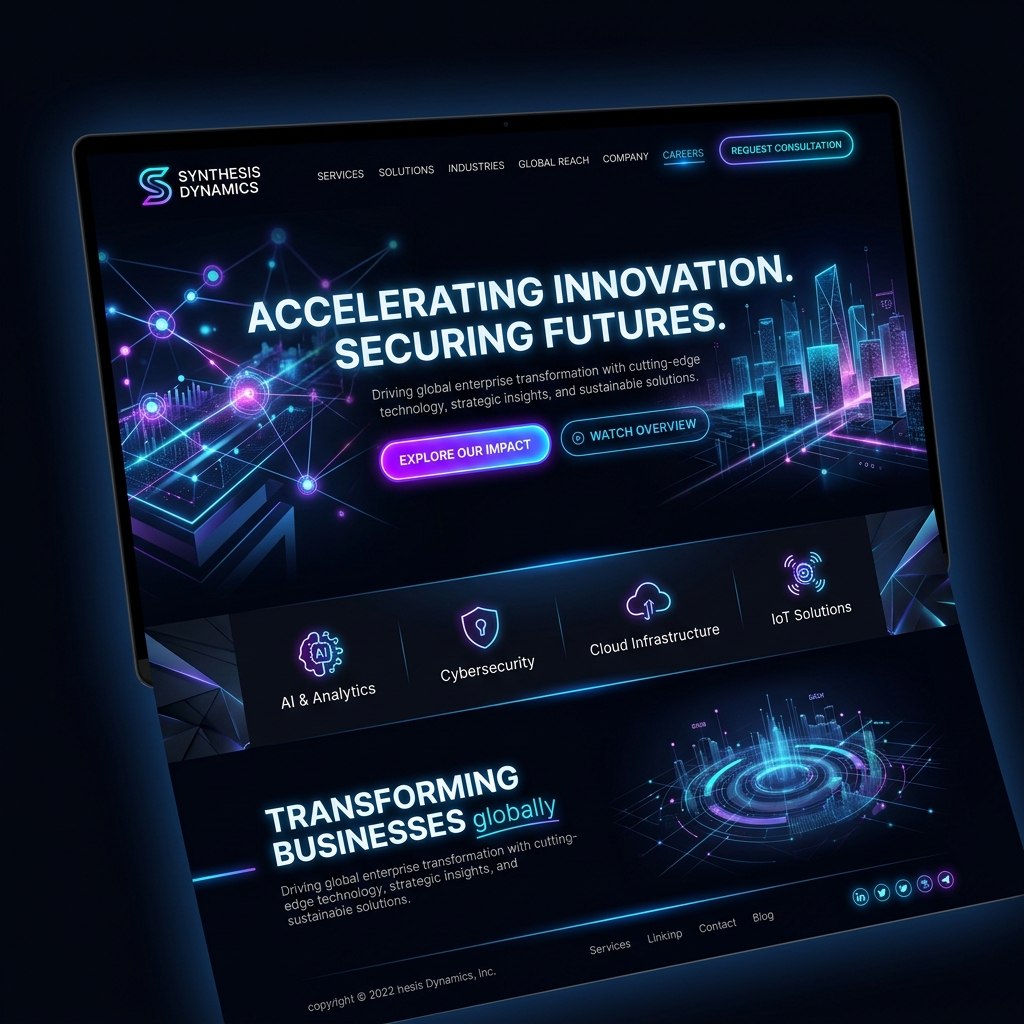 SYNTHESIS
DYNAMICS
SERVICES
SOLUTIONS
INDUSTRIES
GLOBAL REACH
COMPANY
CAREERS
REGUEST CONSULTATION
ACCELERATING INNOVATION.
SECURING FUTURES.
Driving global enterprise transformation with cutting-edge
technology, strategic insights, and sustainable solutions.
EXPLORE OUR IMPACT
WATCH OVERVIEW
AI
AI & Analytics
Cybersecurity
Cloud Infrastructure
IoT Solutions
TRANSFORMING
BUSINESSES globally
Driving global enterprise transformation with cutting-
edge technology, strategic insights, and
sustainable solutions.
in
Services
Linkinp
Contact
Blog
copyright © 2022 hesis Dynamics, Inc.